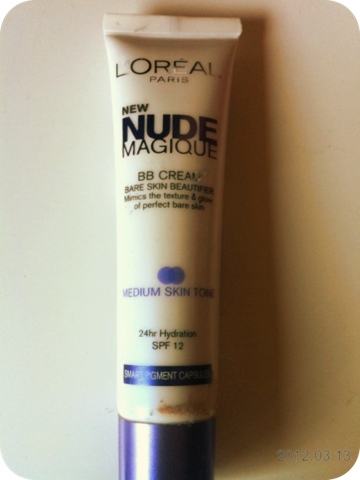 L'ORÉAL
PARIS
NEW
NUDE
MAGIQUE
BB CREAM
BARE SKIN BEAUTIFIER
Mimics the texture & glow
of perfect bare skin
MEDIUM SKIN TONE
24hr Hydration
SPF 12
SMART PIGMENT CAPSULES
2012.03.13